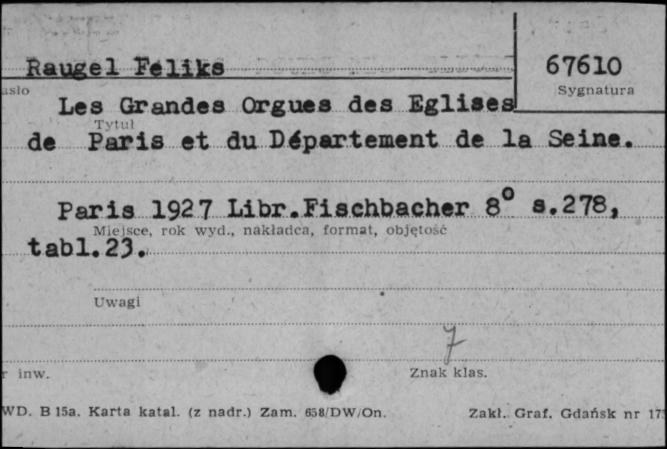 Raugel Feliks 67610
asło Sygnatura
Les Grandes Orgues des Eglises
Tytuł
de Paris et du Département de la Seine.
Paris 1927 Libr.Fischbacher 8° s.278,
Miejsce, rok wyd., nakładca, format, objętość
tabl.23.
Uwagi
7
r inw. Znak klas.
WD. B 15a. Karta katal. (z nadr.) Zam. 658/DW/On. Zakł. Graf. Gdańsk nr 173